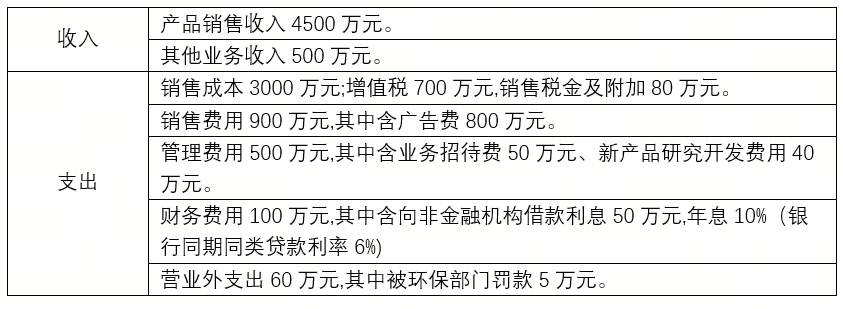 收入
产品销售收入 4500 万元。
其他业务收入 500 万元。
支出
销售成本 3000 万元;增值税 700 万元,销售税金及附加 80 万元。
销售费用 900 万元,其中含广告费 800 万元。
管理费用 500 万元,其中含业务招待费 50 万元、新产品研究开发费用 40
万元。
财务费用 100 万元,其中含向非金融机构借款利息 50 万元,年息 10%（银
行同期同类贷款利率 6%)
营业外支出 60 万元,其中被环保部门罚款 5 万元。